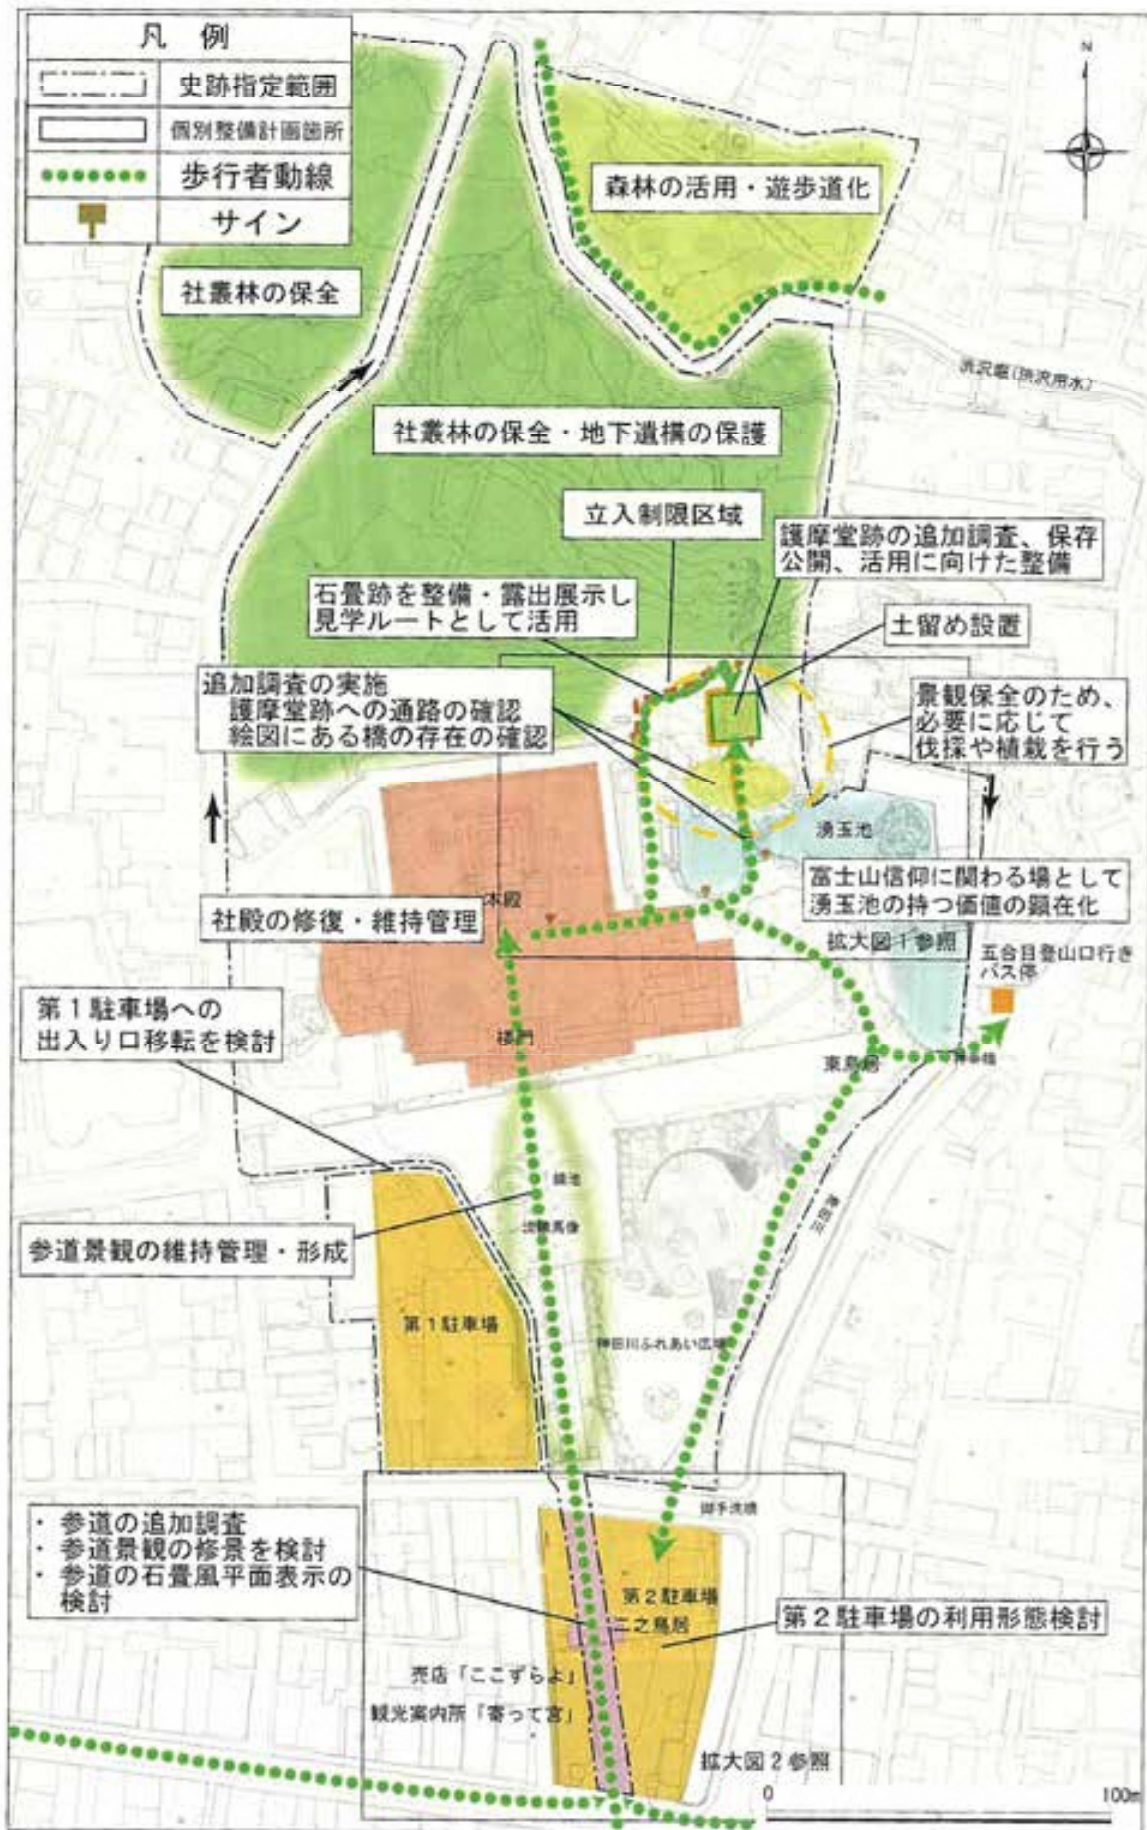 凡 例
史跡指定範囲
個別整備計画箇所
歩行者動線
サイン
N
森林の活用・遊歩道化
社叢林の保全
渋沢堰(渋沢用水)
社叢林の保全・地下遺構の保護
立入制限区域
護摩堂跡の追加調査、保存
公開、活用に向けた整備
石畳跡を整備・露出展示し
見学ルートとして活用
土留め設置
追加調査の実施
護摩堂跡への通路の確認
絵図にある橋の存在の確認
景観保全のため、
必要に応じて
伐採や植栽を行う
湧玉池
本殿
富士山信仰に関わる場として
湧玉池の持つ価値の顕在化
社殿の修復・維持管理
拡大図1参照
五合目登山口行き
バス停
第1駐車場への
出入り口移転を検討
楼門
東鳥居
鏡池
流鏑馬像
参道景観の維持管理・形成
第1駐車場
神田川ふれあい広場
御手洗橋
・ 参道の追加調査
・ 参道景観の修景を検討
・ 参道の石畳風平面表示の
検討
第2駐車場
二之鳥居
第2駐車場の利用形態検討
売店「ここずらよ」
観光案内所「寄って宮」
拡大図2参照
0
100m